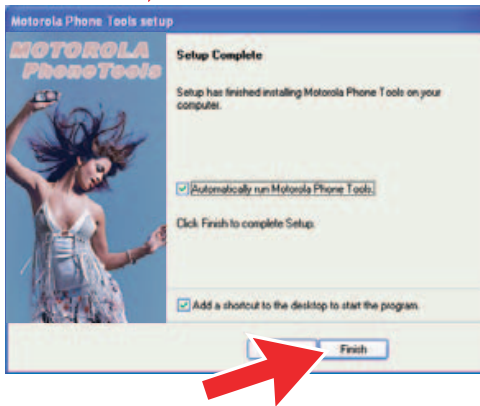 Motorola Phone Tools setup
MOTOROLA
PhoneTools
Setup Complete
Setup has finished installing Motorola Phone Tools on your
computer.
Automatically run Motorola Phone Tools.
Click Finish to complete Setup.
Add a shortcut to the desktop to start the program.
Finish